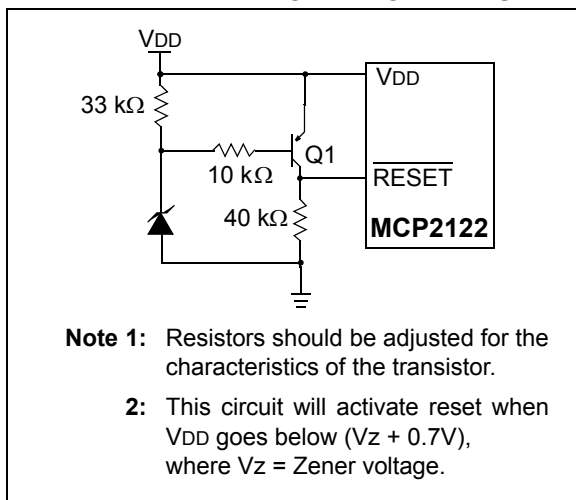 VDD
VDD
33 kΩ
Q1
10 kΩ
RESET
40 kΩ
MCP2122
Note 1: Resistors should be adjusted for the
characteristics of the transistor.
2: This circuit will activate reset when
VDD goes below (Vz + 0.7V),
where Vz = Zener voltage.